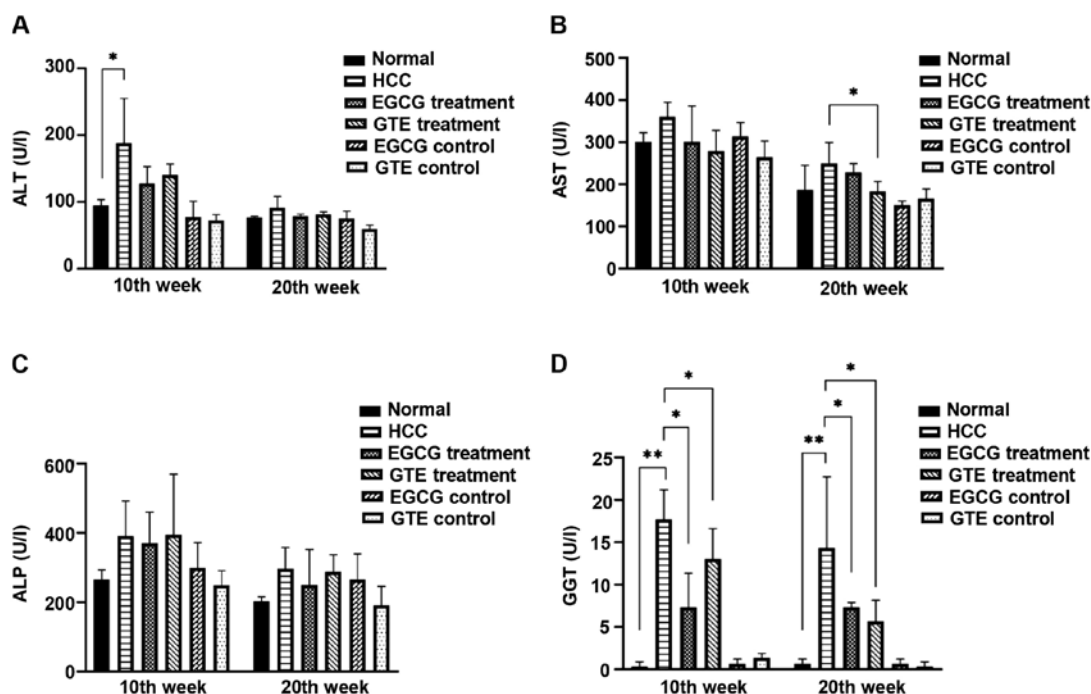 A
*
Normal
HCC
EGCG treatment
GTE treatment
EGCG control
GTE control
ALT (U/l)
300
200
100
0
10th week
20th week
B
*
Normal
HCC
EGCG treatment
GTE treatment
EGCG control
GTE control
AST (U/l)
500
400
300
200
100
0
10th week
20th week
C
Normal
HCC
EGCG treatment
GTE treatment
EGCG control
GTE control
ALP (U/l)
600
400
200
0
10th week
20th week
D
*
*
**
*
*
**
Normal
HCC
EGCG treatment
GTE treatment
EGCG control
GTE control
GGT (U/l)
25
20
15
10
5
0
10th week
20th week